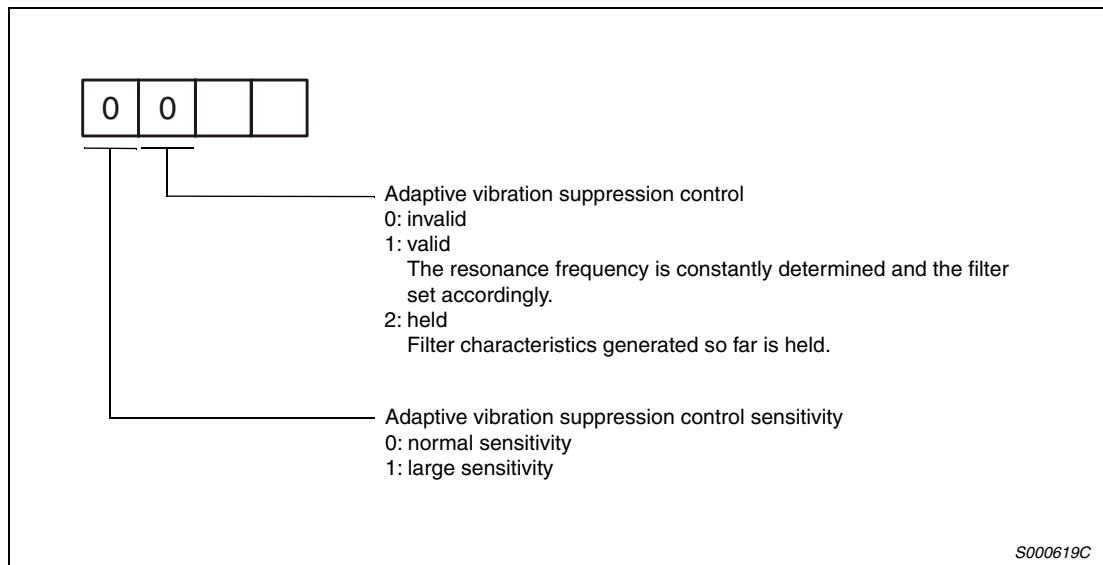 0 0
Adaptive vibration suppression control
0: invalid
1: valid
The resonance frequency is constantly determined and the filter
set accordingly.
2: held
Filter characteristics generated so far is held.
Adaptive vibration suppression control sensitivity
0: normal sensitivity
1: large sensitivity
S000619C